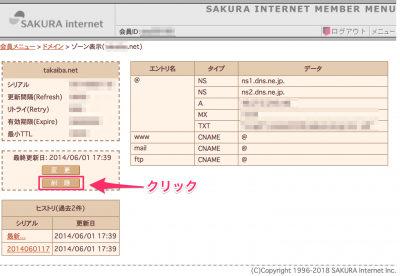 SAKURA INTERNET MEMBER MENU
SAKURA internet
会員ID:
ログアウト
メニュー
会員メニュー > ドメイン > ゾーン表示( .net)
takaiba.net
シリアル
更新間隔(Refresh)
リトライ(Retry)
有効期限(Expire)
最小TTL
エントリ名 タイプ データ
@ NS ns1.dns.ne.jp.
NS ns2.dns.ne.jp.
A
MX
TXT
www CNAME @
mail CNAME @
ftp CNAME @
最終更新日: 2014/06/01 17:39
変 更
削 除
クリック
ヒストリ(過去2件)
シリアル 更新日
最新... 2014/06/01 17:39
2014060117 2014/06/01 17:39
(C)Copyright 1996-2018 SAKURA Internet Inc.